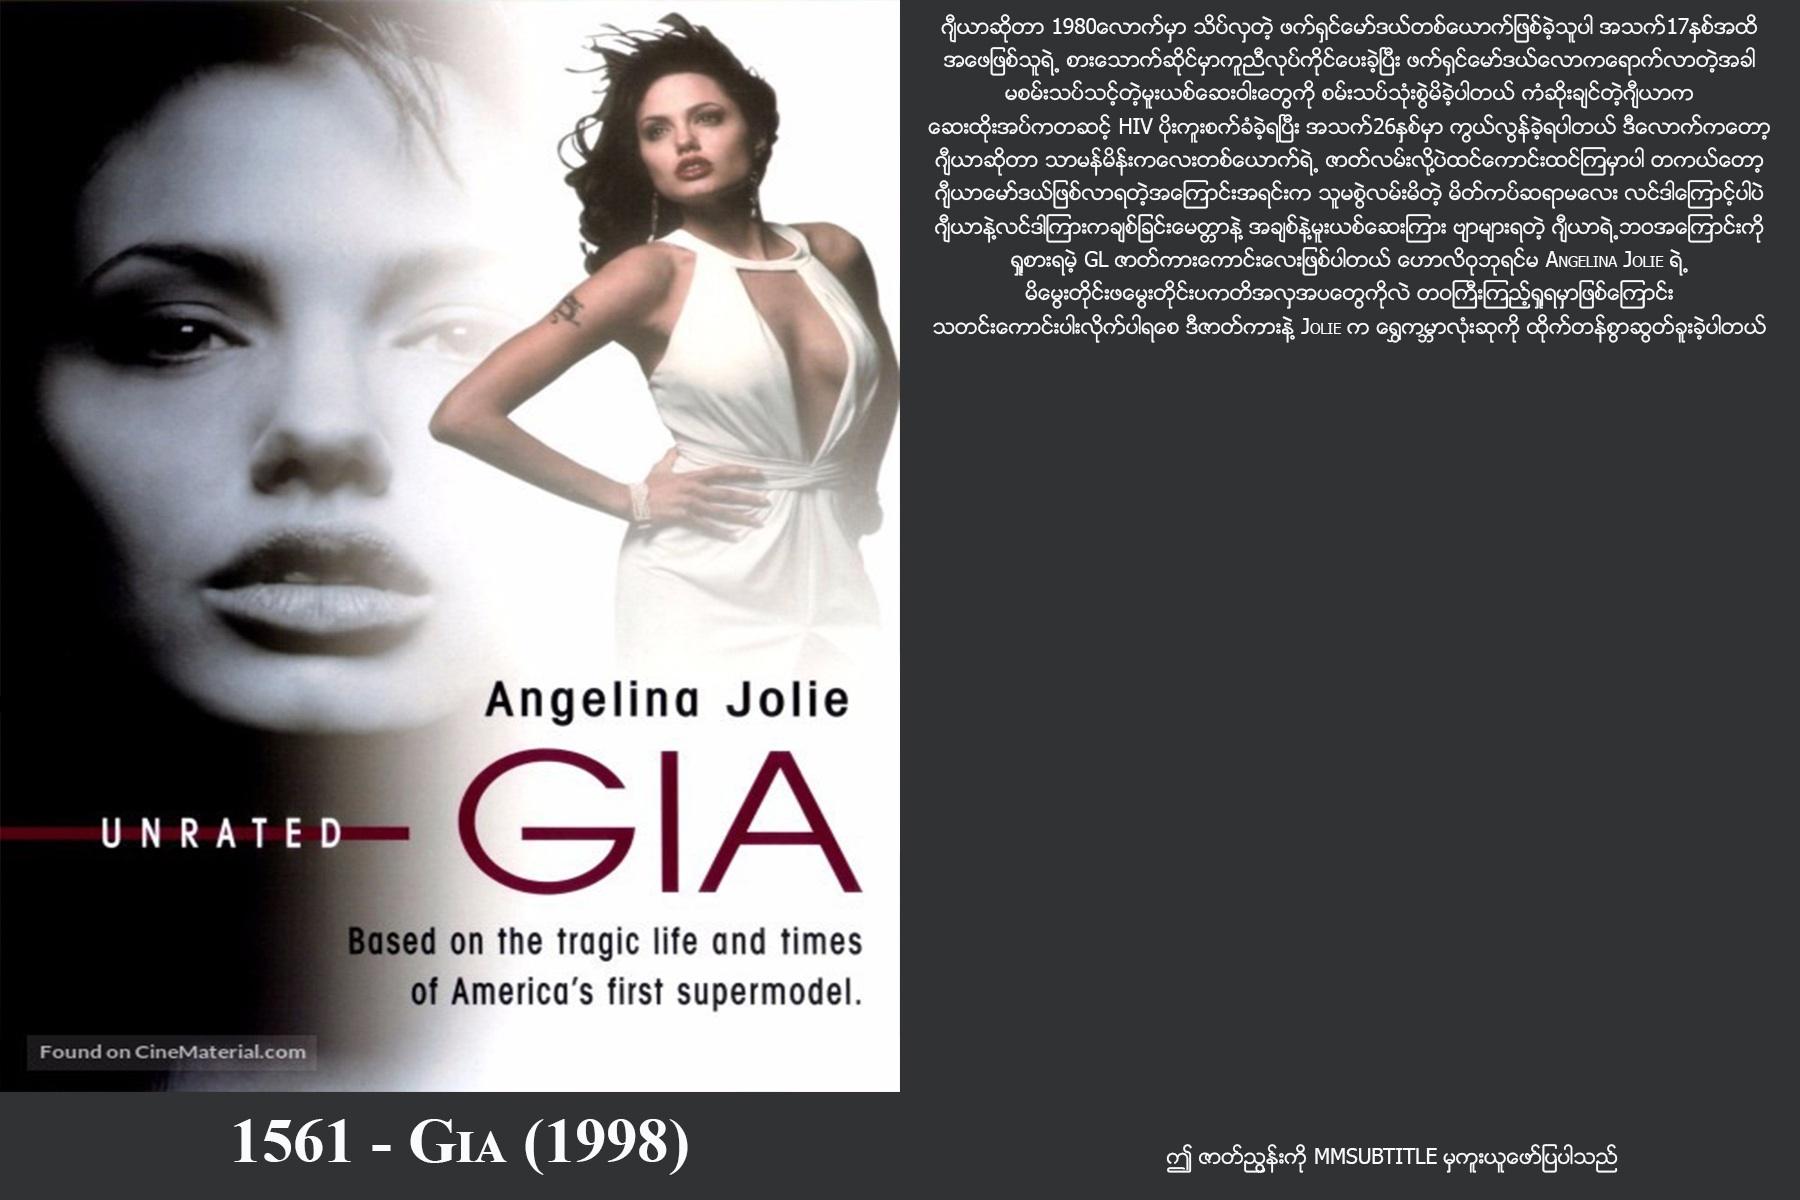 Angelina Jolie
GIA
UNRATED
Based on the tragic life and times
of America's first supermodel.
Found on CineMaterial.com
1561 - Gia (1998)
ဂျီယာဆိုတာ 1980လောက်မှာ သိပ်လှတဲ့ ဖက်ရှင်မော်ဒယ်တစ်ယောက်ဖြစ်ခဲ့သူပါ အသက်17နှစ်အထိ
အဖေဖြစ်သူရဲ့ စားသောက်ဆိုင်မှာကူညီလုပ်ကိုင်ပေးခဲ့ပြီး ဖက်ရှင်မော်ဒယ်လောကရောက်လာတဲ့အခါ
မစမ်းသပ်သင့်တဲ့မူးယစ်ဆေးဝါးတွေကို စမ်းသပ်သုံးစွဲမိခဲ့ပါတယ် ကံဆိုးချင်တဲ့ဂျီယာက
ဆေးထိုးအပ်ကတဆင့် HIV ပိုးကူးစက်ခံခဲ့ရပြီး အသက်26နှစ်မှာ ကွယ်လွန်ခဲ့ရပါတယ် ဒီလောက်ကတော့
ဂျီယာဆိုတာ သာမန်မိန်းကလေးတစ်ယောက်ရဲ့ ဇာတ်လမ်းလို့ပဲထင်ကောင်းထင်ကြမှာပါ တကယ်တော့
ဂျီယာမော်ဒယ်ဖြစ်လာရတဲ့အကြောင်းအရင်းက သူမစွဲလမ်းမိတဲ့ မိတ်ကပ်ဆရာမလေး လင်ဒါကြောင့်ပါပဲ
ဂျီယာနဲ့လင်ဒါကြားကချစ်ခြင်းမေတ္တာနဲ့ အချစ်နဲ့မူးယစ်ဆေးကြား ဗျာများရတဲ့ ဂျီယာရဲ့ဘဝအကြောင်းကို
ရှုစားရမဲ့ GL ဇာတ်ကားကောင်းလေးဖြစ်ပါတယ် ဟောလိဝုဘုရင်မ Angelina Jolie ရဲ့
မိမွေးတိုင်းဖမွေးတိုင်းပကတိအလှအပတွေကိုလဲ တဝကြီးကြည့်ရှုရမှာဖြစ်ကြောင်း
သတင်းကောင်းပါးလိုက်ပါရစေ ဒီဇာတ်ကားနဲ့ Jolie က ရွှေကမ္ဘာလုံးဆုကို ထိုက်တန်စွာဆွတ်ခူးခဲ့ပါတယ်
ဤ ဇာတ်ညွှန်းကို MMSUBTITLE မှကူးယူဖော်ပြပါသည်